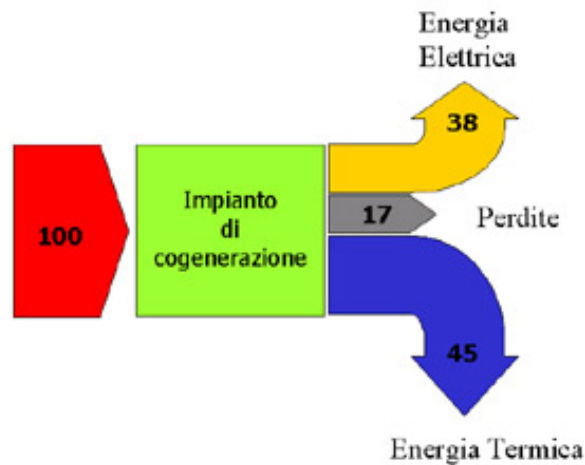 Energia
Elettrica
38
100
Impianto
di
cogenerazione
17
Perdite
45
Energia Termica